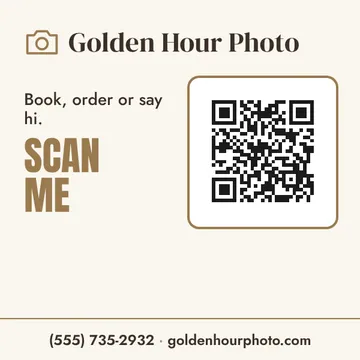 Golden Hour Photo
Book, order or say
hi.
SCAN
ME
(555) 735-2932 · goldenhourphoto.com